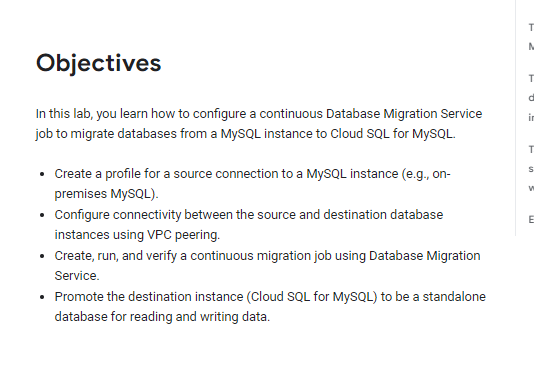 Objectives
In this lab, you learn how to configure a continuous Database Migration Service
job to migrate databases from a MySQL instance to Cloud SQL for MySQL.
• Create a profile for a source connection to a MySQL instance (e.g., on-
premises MySQL).
• Configure connectivity between the source and destination database
instances using VPC peering.
• Create, run, and verify a continuous migration job using Database Migration
Service.
• Promote the destination instance (Cloud SQL for MySQL) to be a standalone
database for reading and writing data.